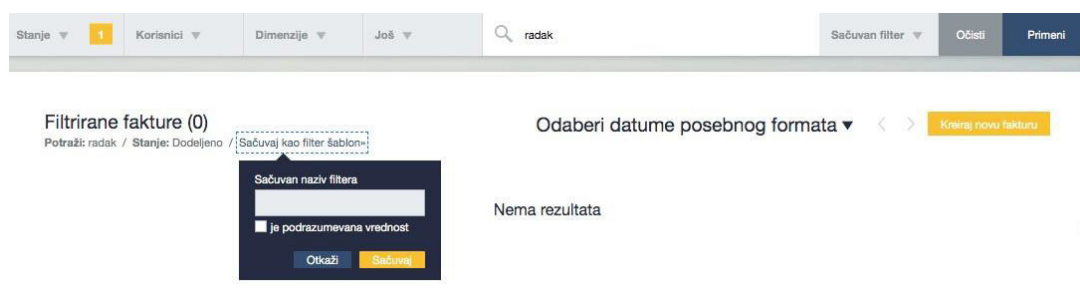 Stanje ▼ 1 Korisnici ▼ Dimenzije ▼ Još ▼ radak Sačuvan filter ▼ Očisti Primeni
Filtrirane fakture (0)
Odaberi datume posebnog formata ▼ < > Kreiraj novu fakturu
Potraži: radak / Stanje: Dodeljeno / Sačuvaj kao filter šablon»
Sačuvan naziv filtera
je podrazumevana vrednost
Otkaži Sačuvaj
Nema rezultata